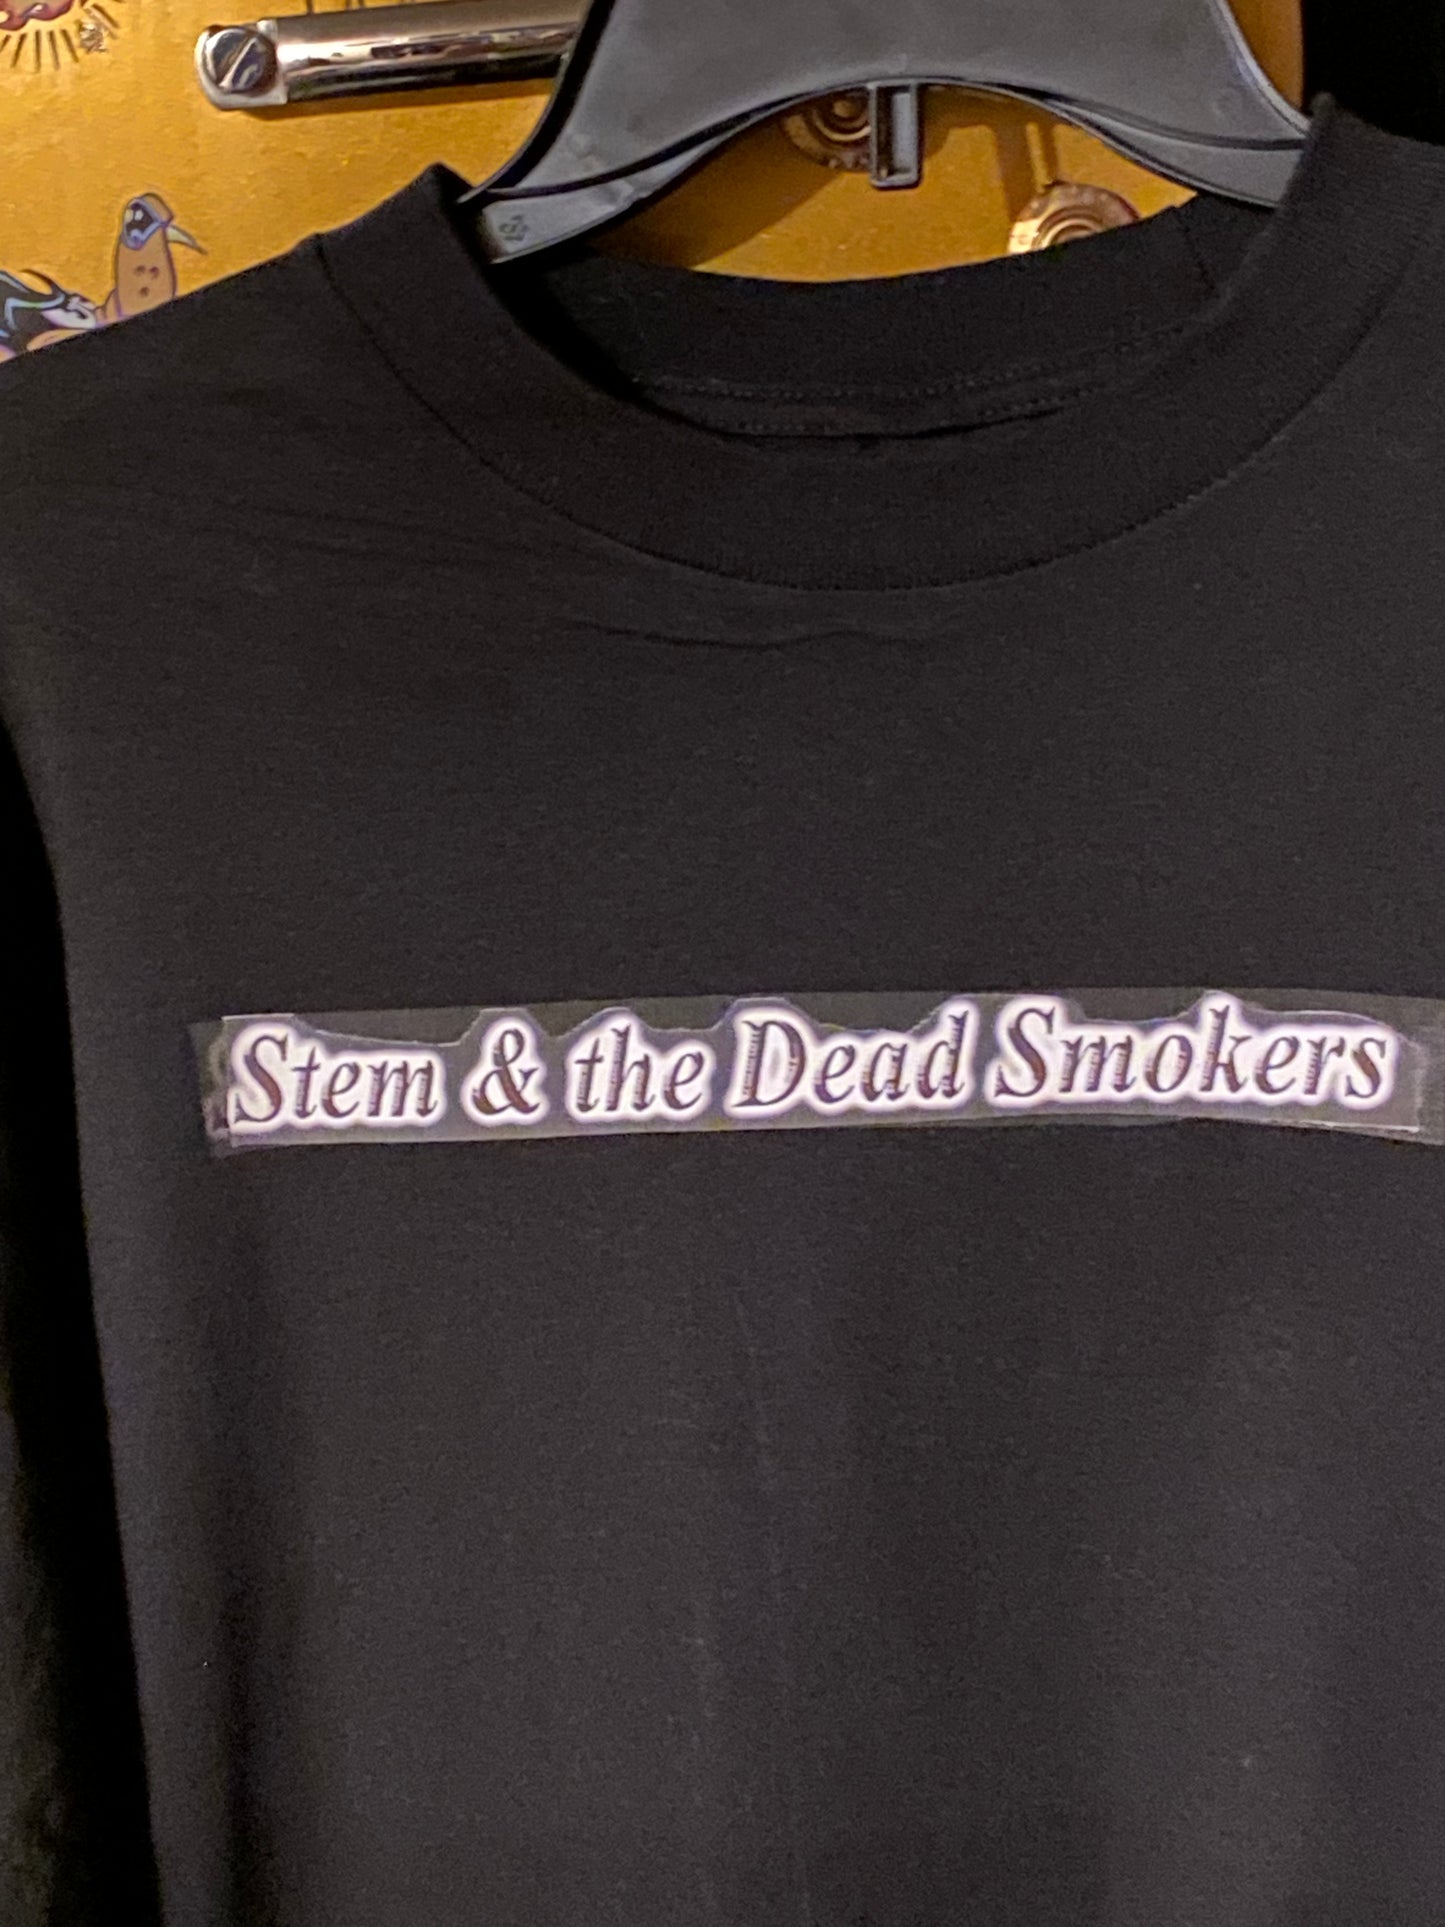 Stem & the Dead Smokers